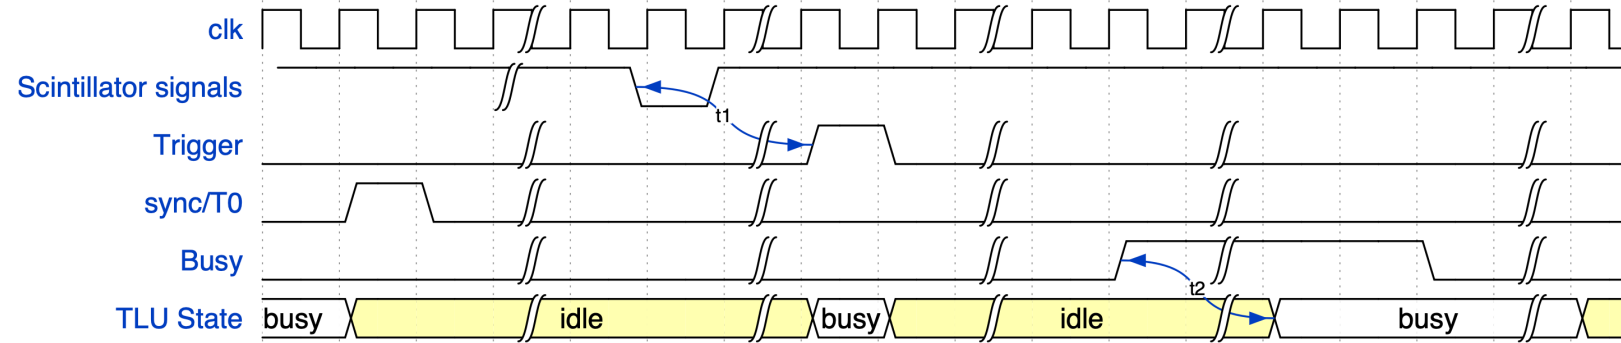 clk
Scintillator signals
t1
Trigger
sync/T0
Busy
t2
TLU State busy idle busy idle busy